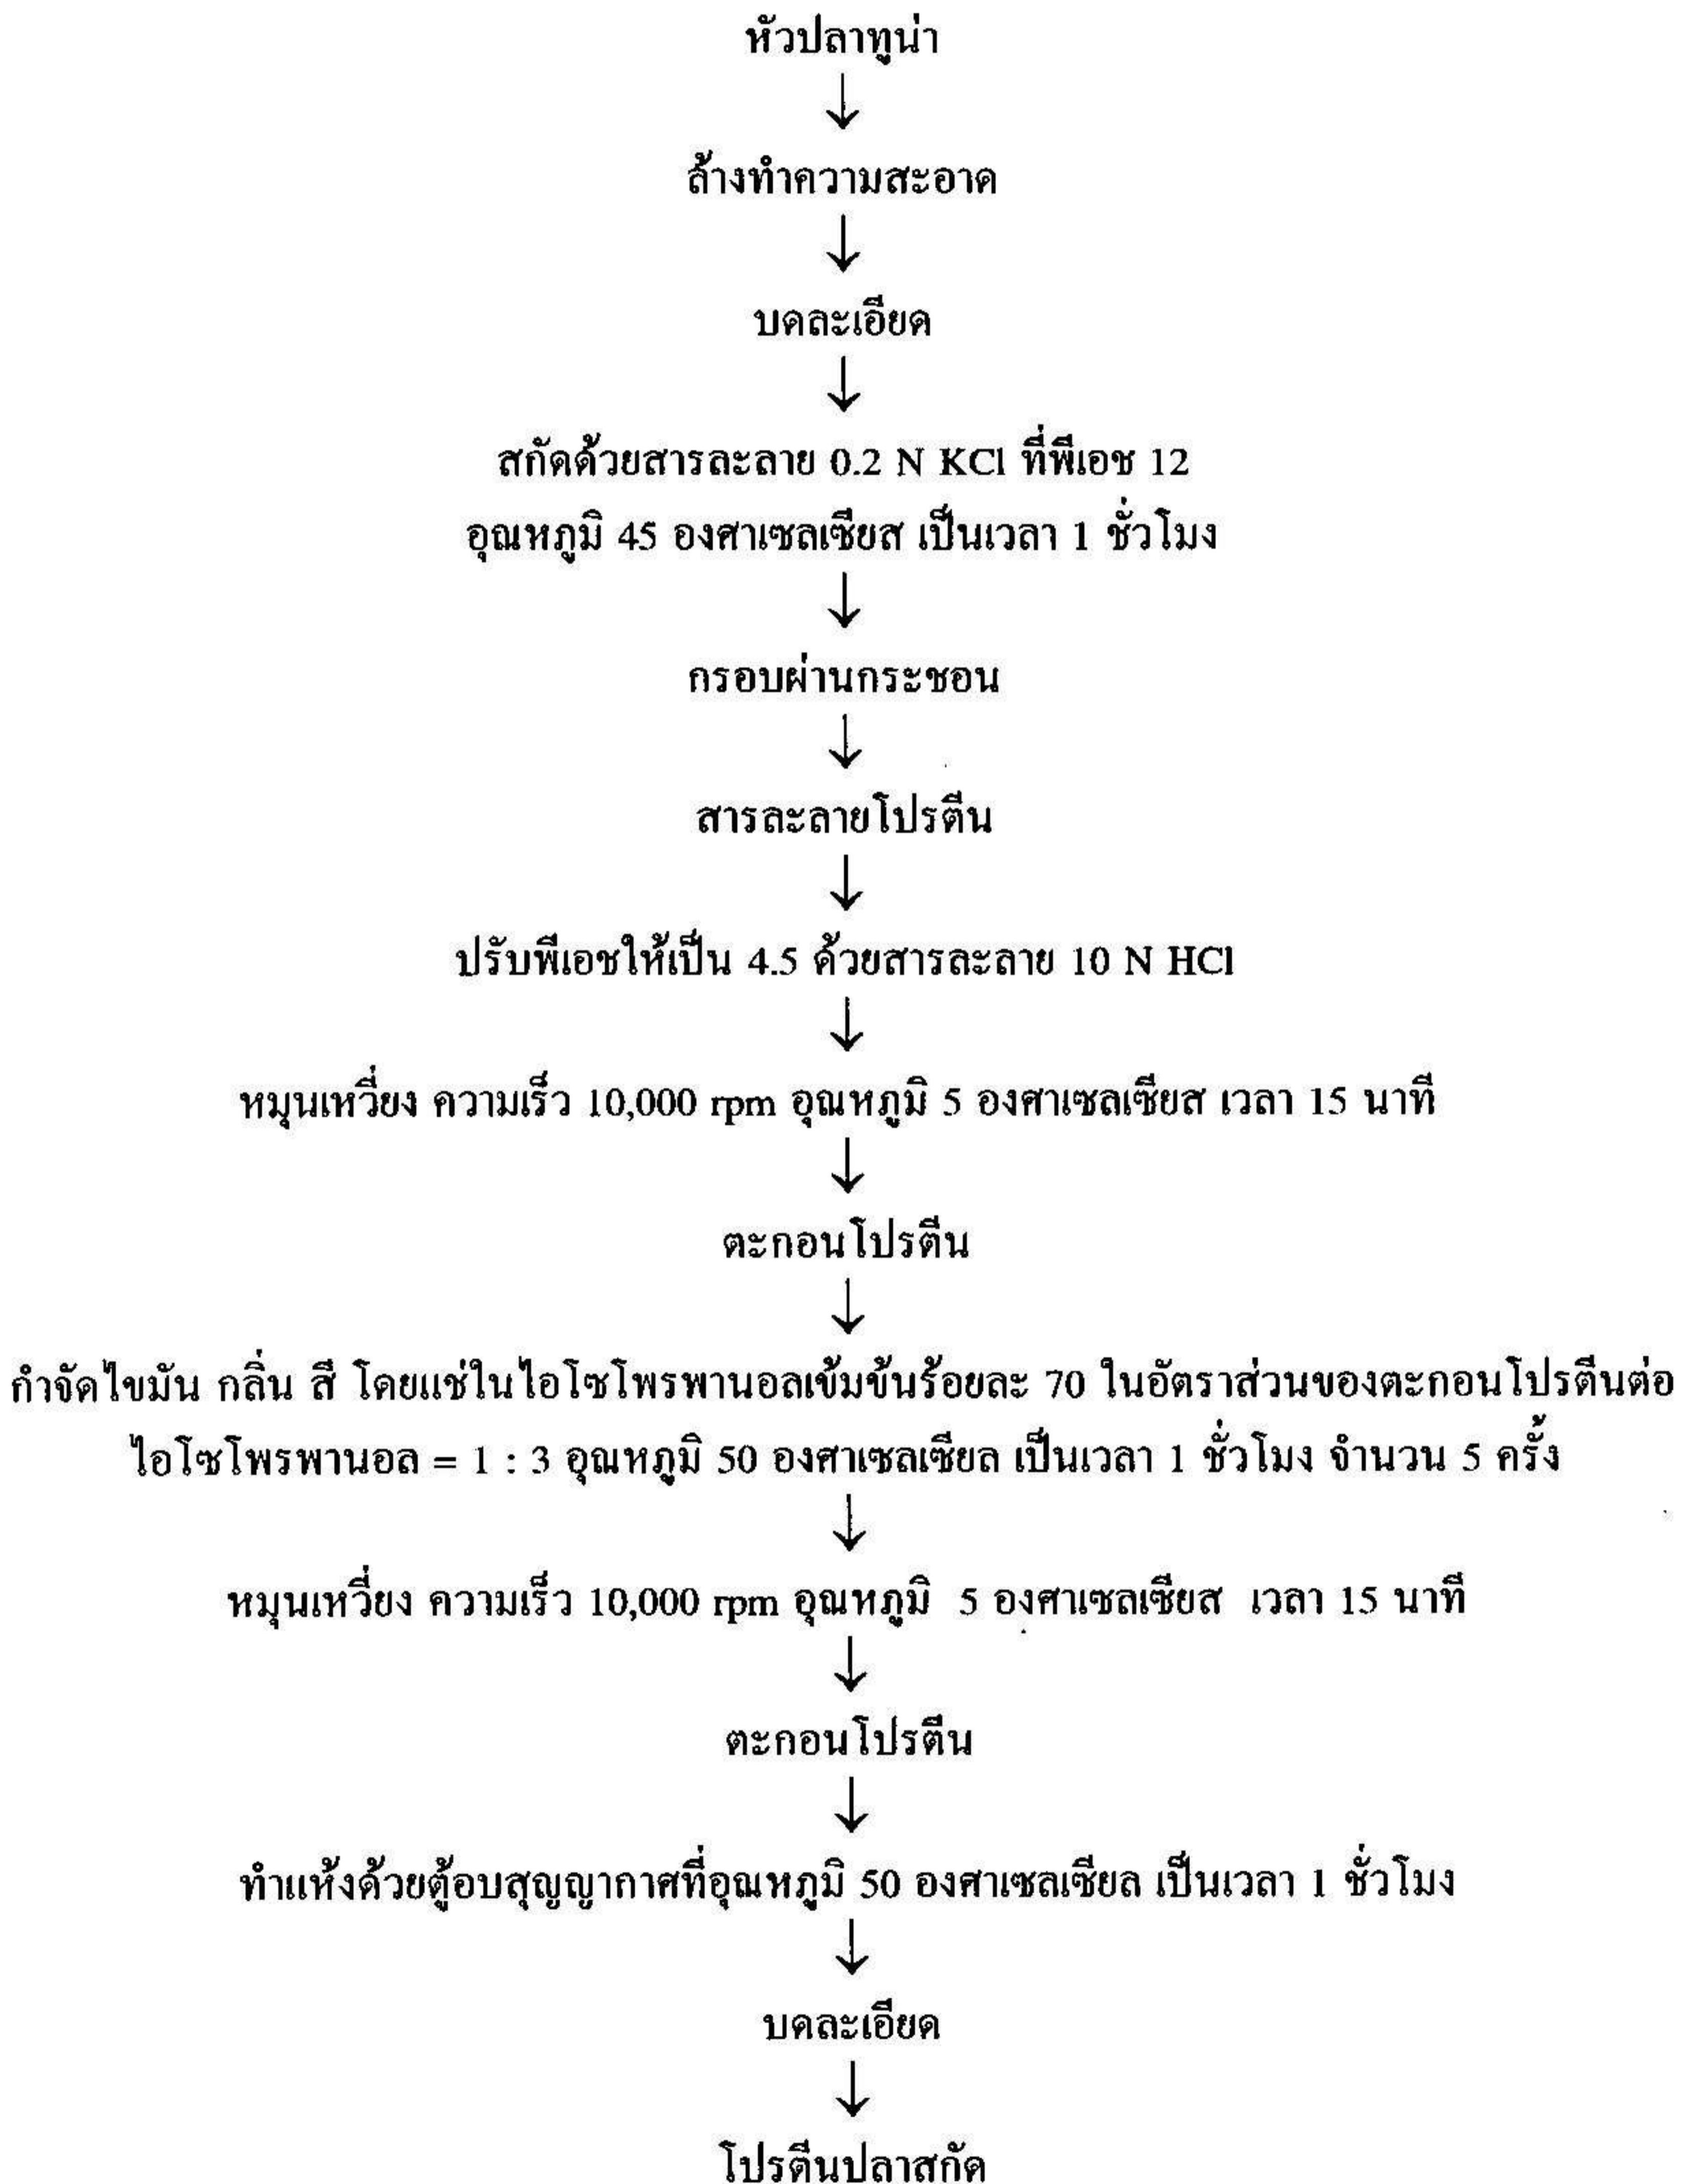 หัวปลาทูน่า
↓
ล้างทำความสะอาด
↓
บดละเอียด
↓
สกัดด้วยสารละลาย 0.2 N KCl ที่พีเอช 12
อุณหภูมิ 45 องศาเซลเซียส เป็นเวลา 1 ชั่วโมง
↓
กรอบผ่านกระชอน
↓
สารละลายโปรตีน
↓
ปรับพีเอชให้เป็น 4.5 ด้วยสารละลาย 10 N HCl
↓
หมุนเหวี่ยง ความเร็ว 10,000 rpm อุณหภูมิ 5 องศาเซลเซียส เวลา 15 นาที
↓
ตะกอนโปรตีน
↓
กำจัดไขมัน กลิ่น สี โดยแช่ในไอโซโพรพานอลเข้มข้นร้อยละ 70 ในอัตราส่วนของตะกอนโปรตีนต่อ
ไอโซโพรพานอล = 1 : 3 อุณหภูมิ 50 องศาเซลเซียล เป็นเวลา 1 ชั่วโมง จำนวน 5 ครั้ง
↓
หมุนเหวี่ยง ความเร็ว 10,000 rpm อุณหภูมิ 5 องศาเซลเซียส เวลา 15 นาที
↓
ตะกอนโปรตีน
↓
ทำแห้งด้วยตู้อบสุญญากาศที่อุณหภูมิ 50 องศาเซลเซียล เป็นเวลา 1 ชั่วโมง
↓
บดละเอียด
↓
โปรตีนปลาสกัด